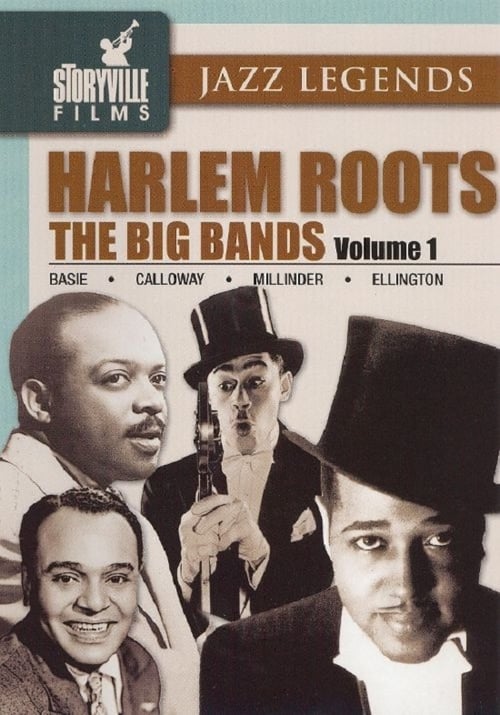 STORYVILLE
FILMS
JAZZ LEGENDS
HARLEM ROOTS
THE BIG BANDS Volume 1
BASIE • CALLOWAY • MILLINDER • ELLINGTON